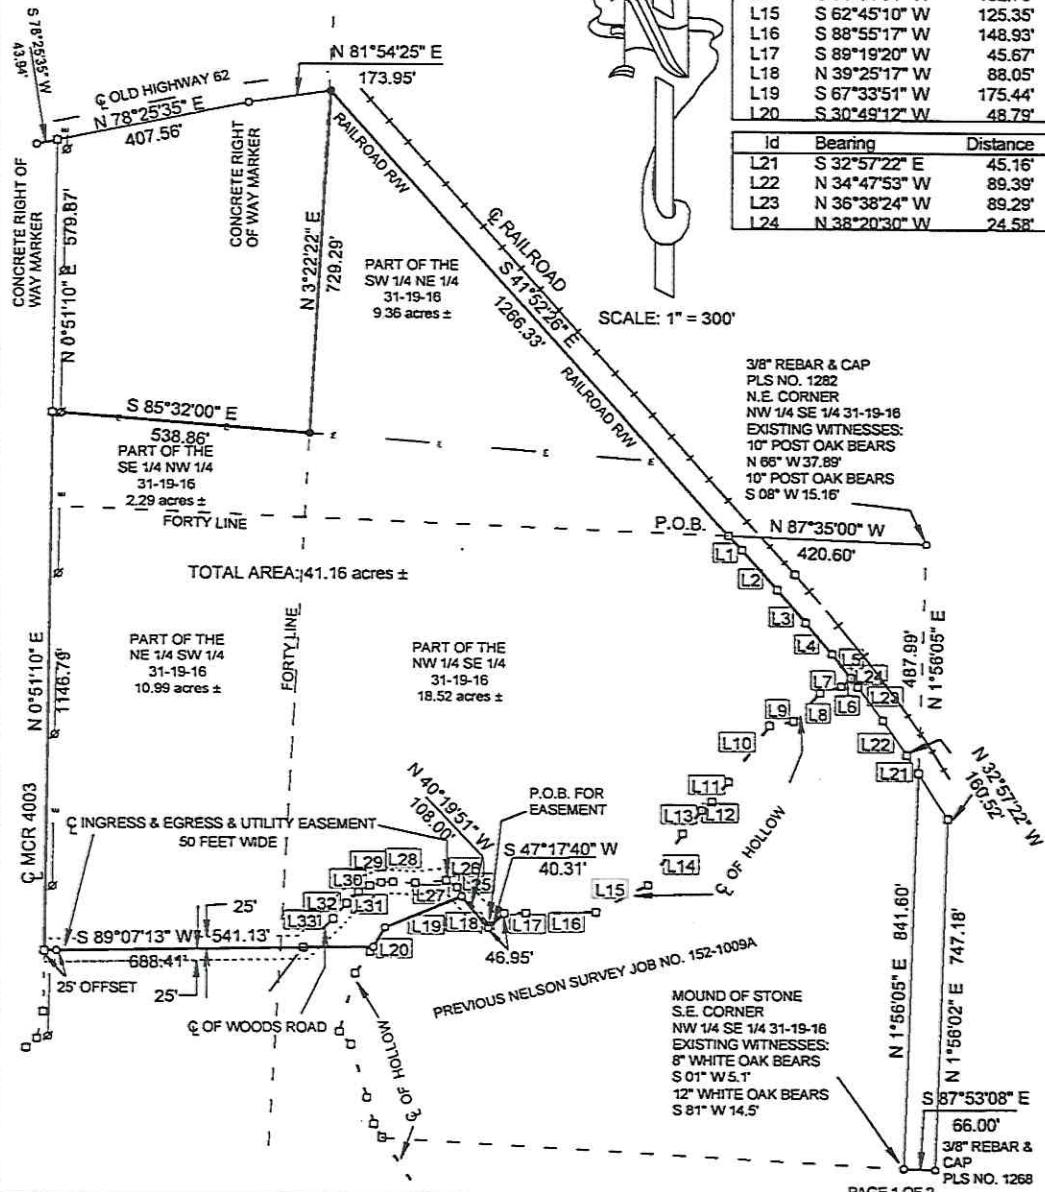 S 78°25'35" W
43.94'
℄ OLD HIGHWAY 62
N 78°25'35" E
407.56'
N 81°54'25" E
173.95'
L15 S 62°45'10" W 125.35'
L16 S 88°55'17" W 148.93'
L17 S 89°19'20" W 45.67'
L18 N 39°25'17" W 88.05'
L19 S 67°33'51" W 175.44'
L20 S 30°49'12" W 48.79'
Id Bearing Distance
L21 S 32°57'22" E 45.16'
L22 N 34°47'53" W 89.39'
L23 N 36°38'24" W 89.29'
L24 N 38°20'30" W 24.58'
CONCRETE RIGHT OF
WAY MARKER
N 0°51'10" E 579.87'
CONCRETE RIGHT
OF WAY MARKER
N 3°22'22" E
729.29'
RAILROAD R/W
℄ RAILROAD
S 41°52'26" E
1266.33'
RAILROAD R/W
PART OF THE
SW 1/4 NE 1/4
31-19-16
9.36 acres ±
SCALE: 1" = 300'
3/8" REBAR & CAP
PLS NO. 1282
N.E. CORNER
NW 1/4 SE 1/4 31-19-16
EXISTING WITNESSES:
10" POST OAK BEARS
N 66° W 37.89'
10" POST OAK BEARS
S 08° W 15.16'
S 85°32'00" E
538.86'
PART OF THE
SE 1/4 NW 1/4
31-19-16
2.29 acres ±
FORTY LINE
P.O.B.
N 87°35'00" W
420.60'
TOTAL AREA: 41.16 acres ±
L1
L2
L3
L4
L5
L24
L23
L7
L6
L8
L9
L22
L10
L21
487.99'
N 1°56'05" E
N 32°57'22" W
160.52'
FORTY LINE
PART OF THE
NE 1/4 SW 1/4
31-19-16
10.99 acres ±
PART OF THE
NW 1/4 SE 1/4
31-19-16
18.52 acres ±
N 0°51'10" E
1146.79'
℄ MCR 4003
N 40°19'51" W
108.00'
P.O.B. FOR
EASEMENT
L11
L12
L13
L14
L15
℄ OF HOLLOW
℄ INGRESS & EGRESS & UTILITY EASEMENT
50 FEET WIDE
S 47°17'40" W
40.31'
L29
L28
L26
L30
L27
L25
L32
L31
L33
L19
L18
L17
L16
L20
46.95'
25'
S 89°07'13" W 541.13'
688.41'
25' OFFSET
25'
℄ OF WOODS ROAD
℄ OF HOLLOW
PREVIOUS NELSON SURVEY JOB NO. 152-1009A
N 1°56'05" E 841.60'
N 1°56'02" E 747.18'
MOUND OF STONE
S.E. CORNER
NW 1/4 SE 1/4 31-19-16
EXISTING WITNESSES:
8" WHITE OAK BEARS
S 01° W 5.1'
12" WHITE OAK BEARS
S 81° W 14.5'
S 87°53'08" E
66.00'
3/8" REBAR &
CAP
PLS NO. 1268
PAGE 1 OF 2